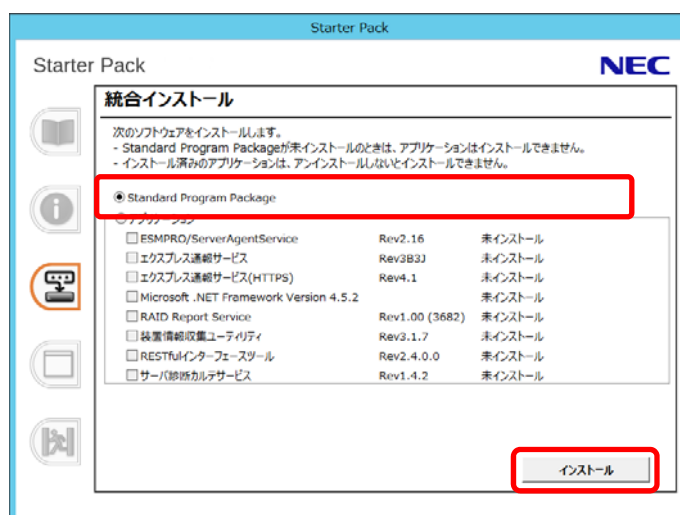 Starter Pack
Starter Pack
NEC
統合インストール
次のソフトウェアをインストールします。
- Standard Program Packageが未インストールのときは、アプリケーションはインストールできません。
- インストール済みのアプリケーションは、アンインストールしないとインストールできません。
Standard Program Package
アプリケーション
ESMPRO/ServerAgentService Rev2.16 未インストール
エクスプレス通報サービス Rev3B3J 未インストール
エクスプレス通報サービス(HTTPS) Rev4.1 未インストール
Microsoft .NET Framework Version 4.5.2 未インストール
RAID Report Service Rev1.00 (3682) 未インストール
装置情報収集ユーティリティ Rev3.1.7 未インストール
RESTfulインターフェースツール Rev2.4.0.0 未インストール
サーバ診断カルテサービス Rev1.4.2 未インストール
インストール